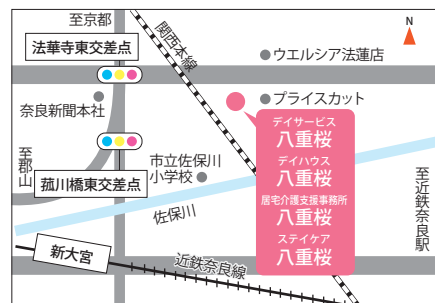 至京都
N
法華寺東交差点
関西本線
ウエルシア法蓮店
奈良新聞本社
プライスカット
デイサービス
八重桜
デイハウス
八重桜
居宅介護支援事務所
八重桜
ステイケア
八重桜
至郡山
菰川橋東交差点
市立佐保川
小学校
佐保川
至近鉄奈良駅
新大宮
近鉄奈良線